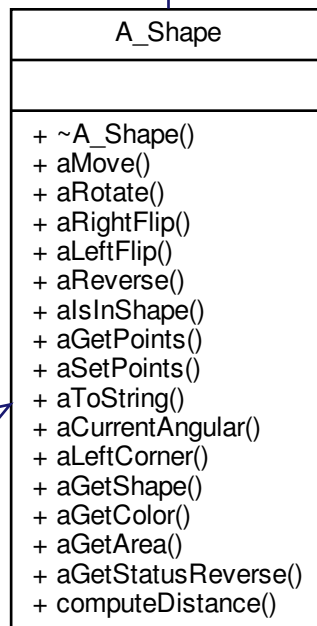 A_Shape
+ ~A_Shape()
+ aMove()
+ aRotate()
+ aRightFlip()
+ aLeftFlip()
+ aReverse()
+ aIsInShape()
+ aGetPoints()
+ aSetPoints()
+ aToString()
+ aCurrentAngular()
+ aLeftCorner()
+ aGetShape()
+ aGetColor()
+ aGetArea()
+ aGetStatusReverse()
+ computeDistance()